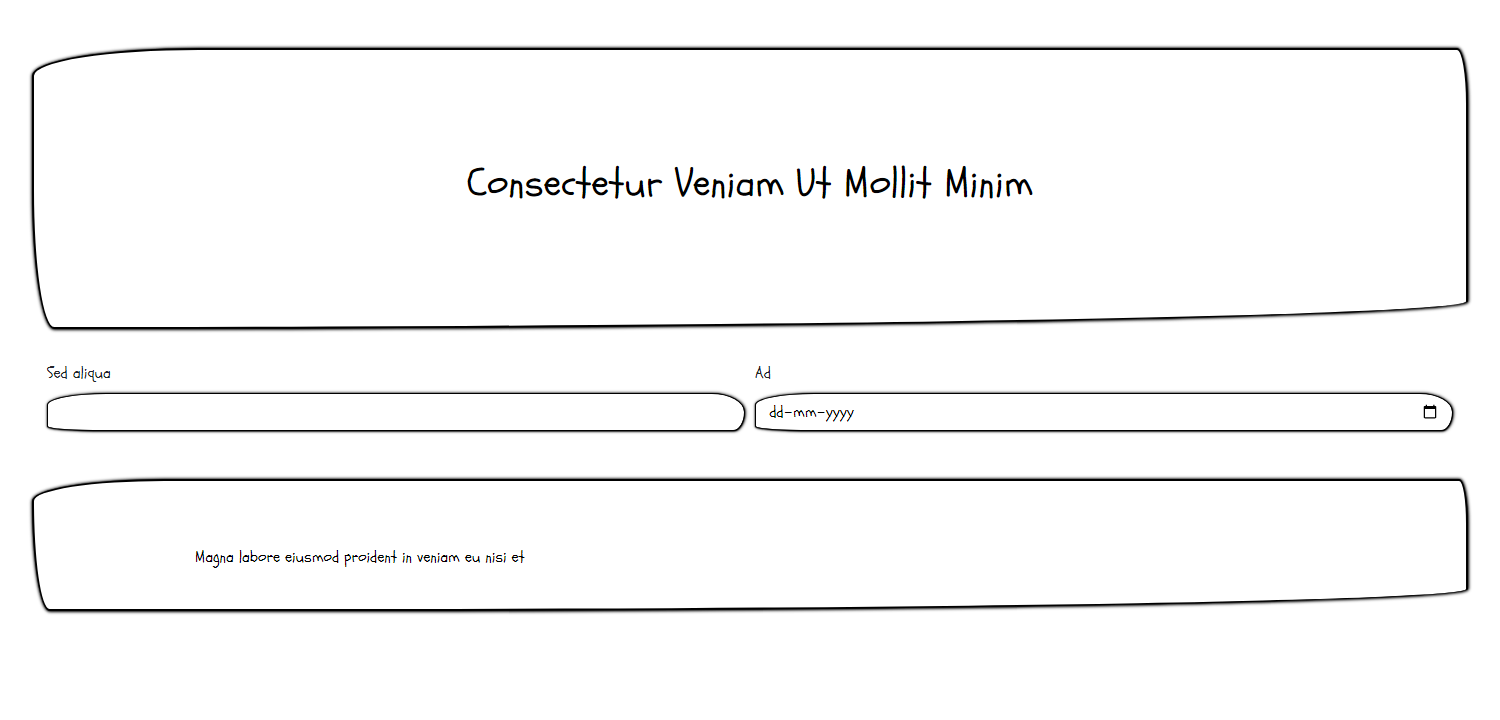 Consectetur Veniam Ut Mollit Minim
Sed aliqua
Ad
dd-mm-yyyy
Magna labore eiusmod proident in veniam eu nisi et